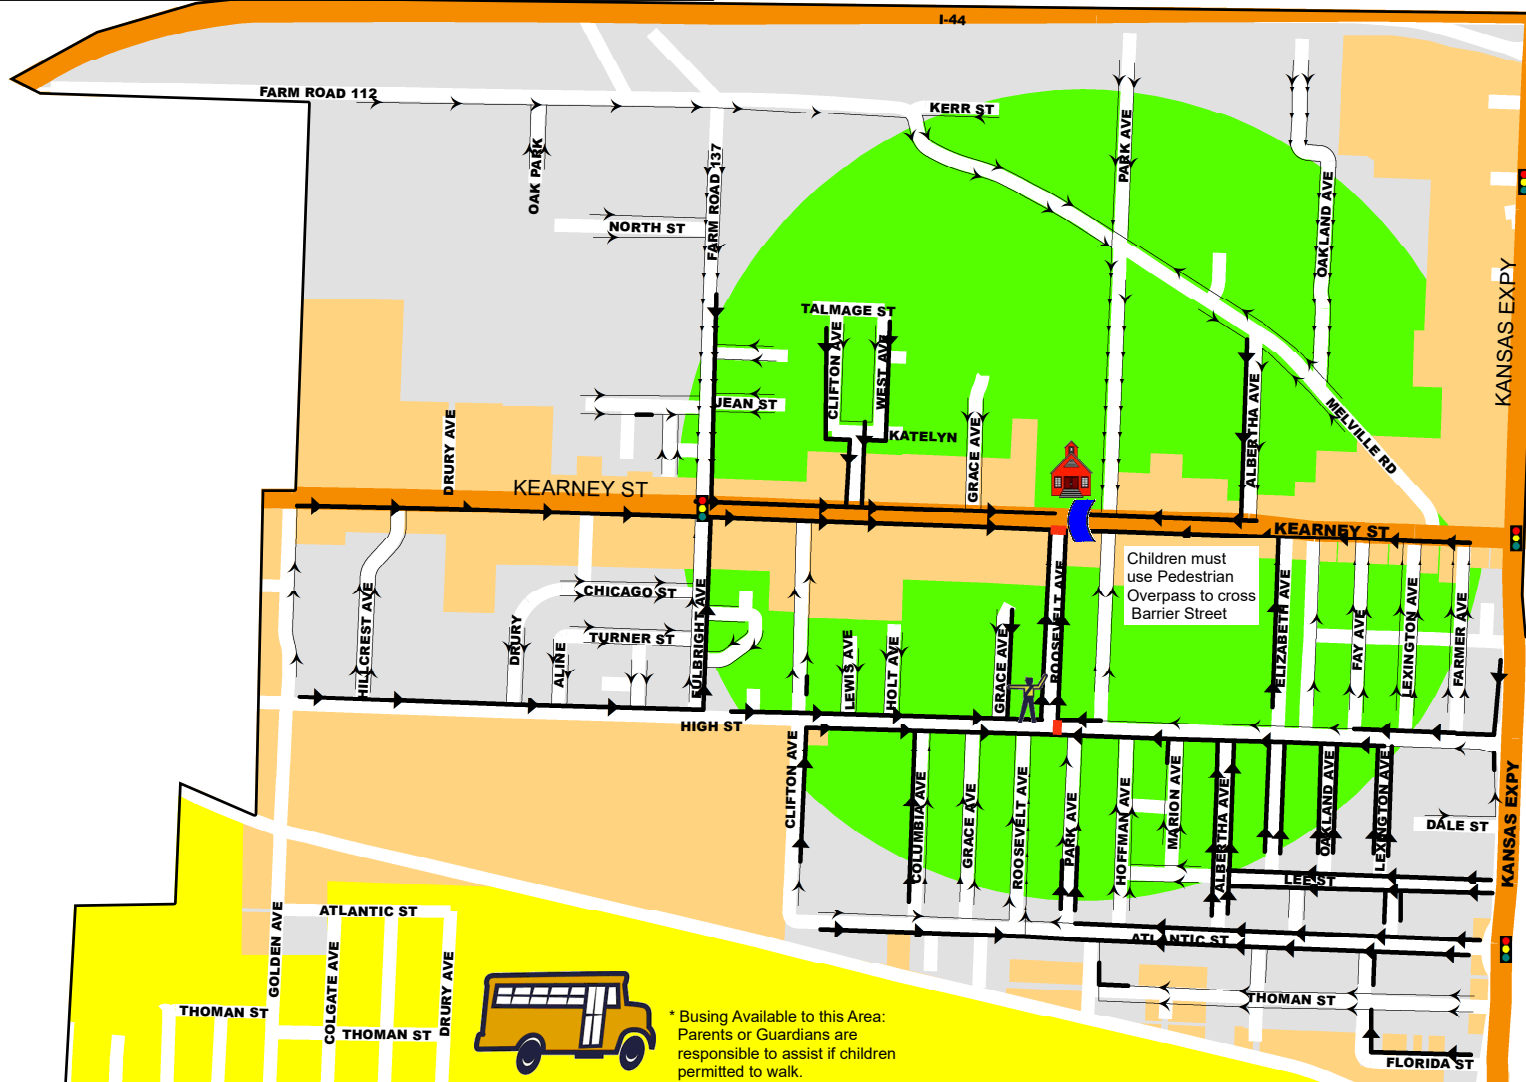 I-44
FARM ROAD 112
KERR ST
PARK AVE
OAK PARK
FARM ROAD 137
OAKLAND AVE
NORTH ST
KANSAS EXPY
TALMAGE ST
CLIFTON AVE
WEST AVE
JEAN ST
ALBERTHA AVE
MELVILLE RD
DRURY AVE
GRACE AVE
KATELYN
KEARNEY ST
KEARNEY ST
Children must
use Pedestrian
Overpass to cross
Barrier Street
HILLCREST AVE
CHICAGO ST
DRURY
TURNER ST
ALINE
FULBRIGHT AVE
LEWIS AVE
HOLT AVE
GRACE AVE
ROOSEVELT AVE
ELIZABETH AVE
FAY AVE
LEXINGTON AVE
FARMER AVE
HIGH ST
CLIFTON AVE
COLUMBIA AVE
GRACE AVE
ROOSEVELT AVE
PARK AVE
HOFFMAN AVE
MARION AVE
ALBERTHA AVE
OAKLAND AVE
LEXINGTON AVE
KANSAS EXPY
DALE ST
LEE ST
ATLANTIC ST
ATLANTIC ST
GOLDEN AVE
COLGATE AVE
DRURY AVE
THOMAN ST
THOMAN ST
THOMAN ST
* Busing Available to this Area:
Parents or Guardians are
responsible to assist if children
permitted to walk.
FLORIDA ST